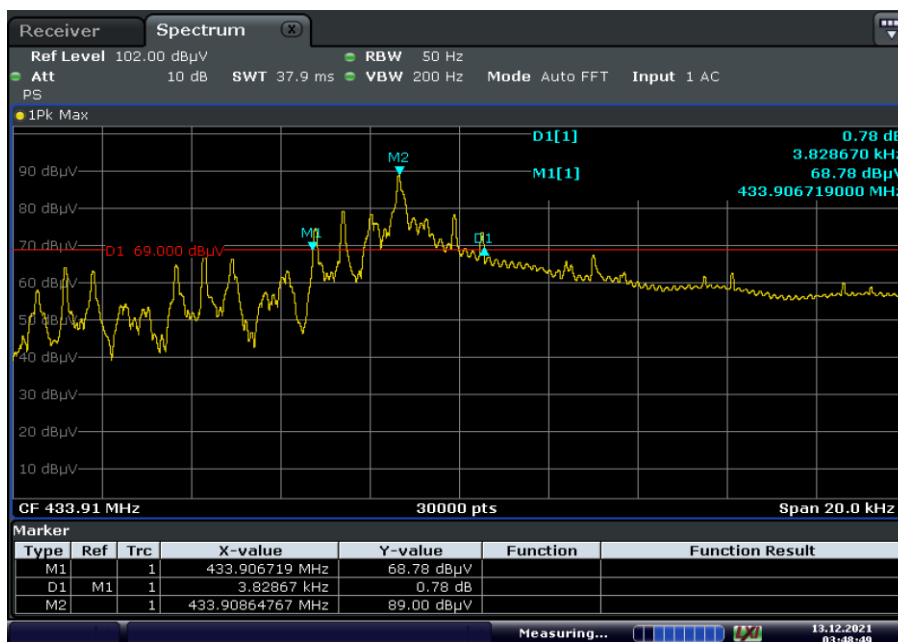 Receiver Spectrum X
Ref Level 102.00 dBµV RBW 50 Hz
Att 10 dB SWT 37.9 ms VBW 200 Hz Mode Auto FFT Input 1 AC
PS
1Pk Max
D1[1] 0.78 dB
3.828670 kHz
M1[1] 68.78 dBµV
433.906719000 MHz
M2
90 dBµV
80 dBµV
M1
D1
70 dBµV
D1 69.000 dBµV
60 dBµV
50 dBµV
40 dBµV
30 dBµV
20 dBµV
10 dBµV
CF 433.91 MHz 30000 pts Span 20.0 kHz
Marker
Type Ref Trc X-value Y-value Function Function Result
M1 1 433.906719 MHz 68.78 dBµV
D1 M1 1 3.82867 kHz 0.78 dB
M2 1 433.90864767 MHz 89.00 dBµV
Measuring... LXI 13.12.2021
03:48:49